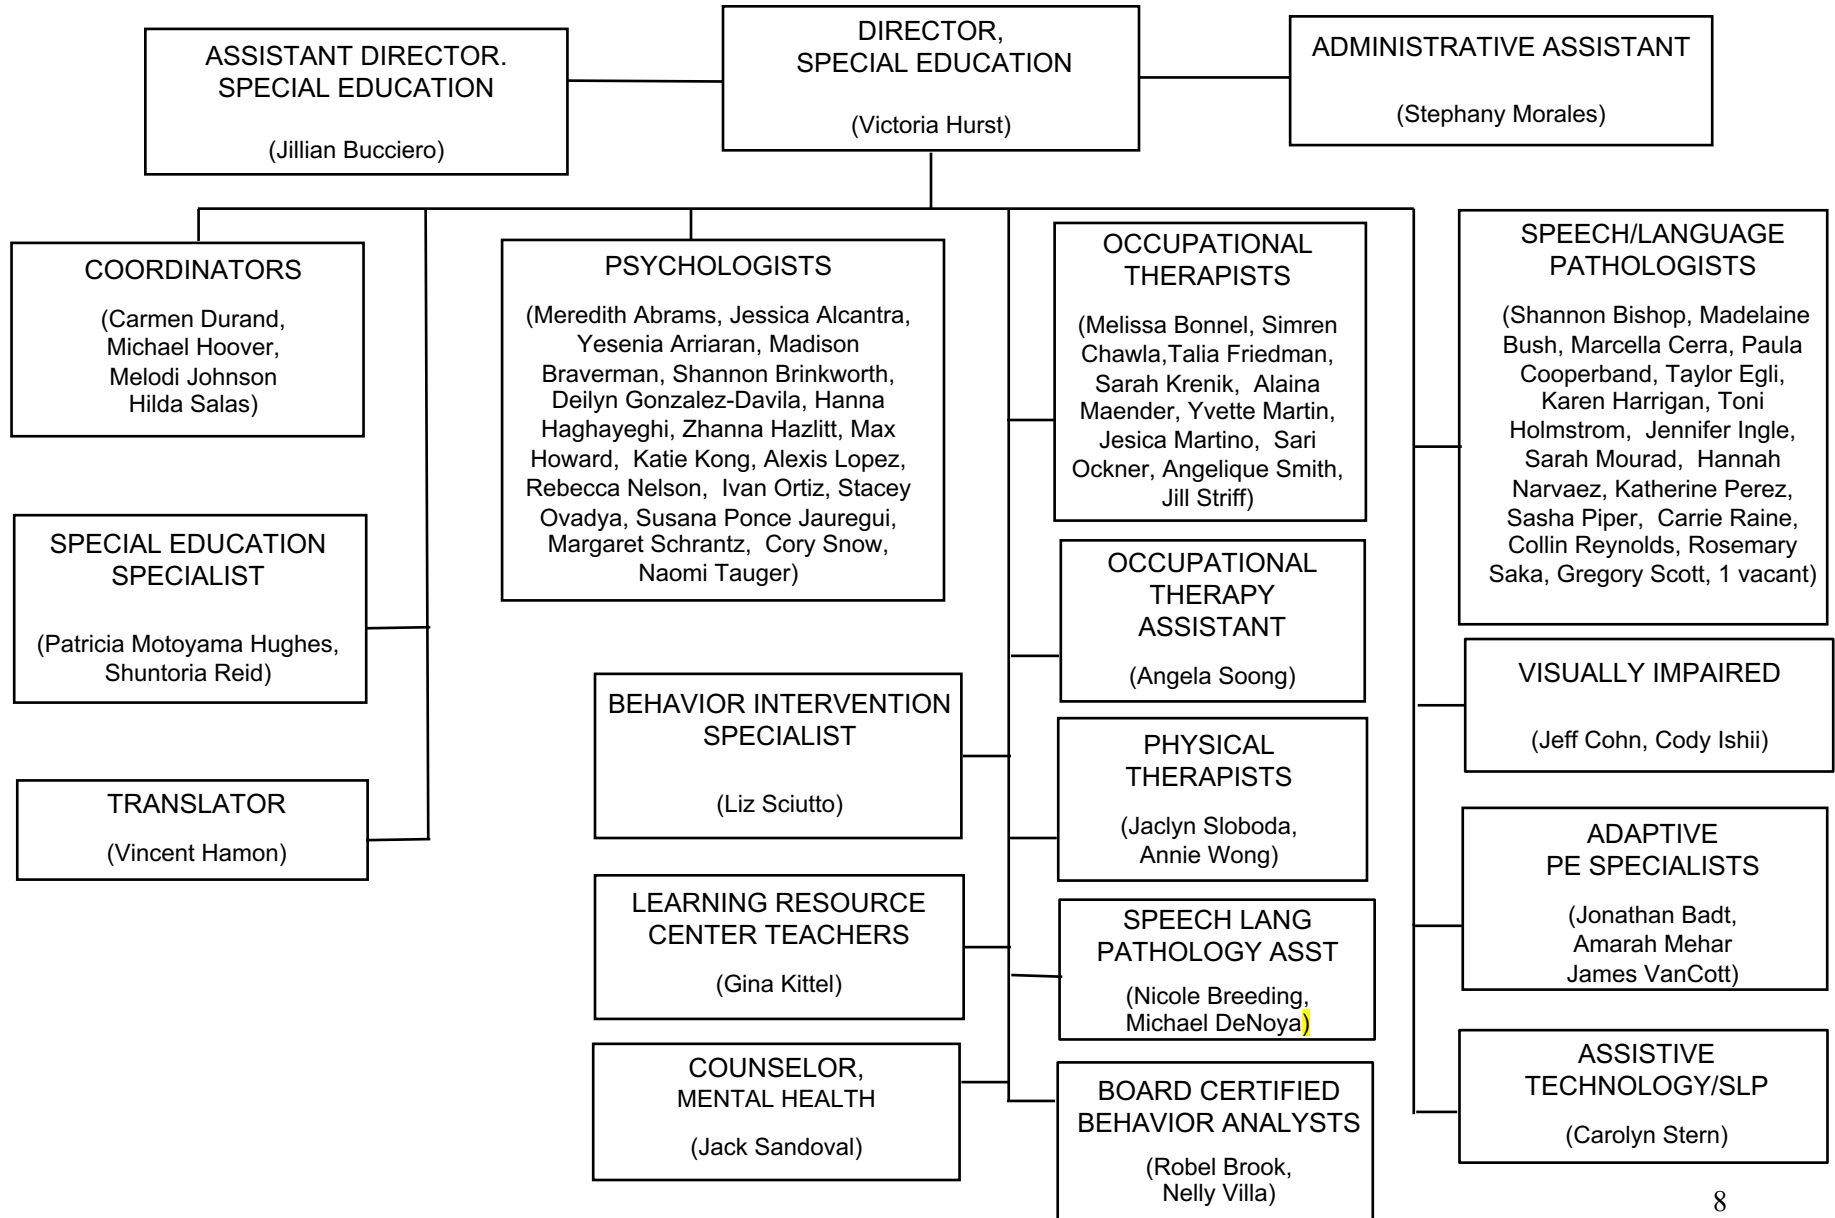 ASSISTANT DIRECTOR.
SPECIAL EDUCATION
(Jillian Bucciero)
DIRECTOR,
SPECIAL EDUCATION
(Victoria Hurst)
ADMINISTRATIVE ASSISTANT
(Stephany Morales)
COORDINATORS
(Carmen Durand,
Michael Hoover,
Melodi Johnson
Hilda Salas)
SPECIAL EDUCATION
SPECIALIST
(Patricia Motoyama Hughes,
Shuntoria Reid)
TRANSLATOR
(Vincent Hamon)
PSYCHOLOGISTS
(Meredith Abrams, Jessica Alcantra,
Yesenia Arriaran, Madison
Braverman, Shannon Brinkworth,
Deilyn Gonzalez-Davila, Hanna
Haghayeghi, Zhanna Hazlitt, Max
Howard, Katie Kong, Alexis Lopez,
Rebecca Nelson, Ivan Ortiz, Stacey
Ovadya, Susana Ponce Jauregui,
Margaret Schrantz, Cory Snow,
Naomi Tauger)
BEHAVIOR INTERVENTION
SPECIALIST
(Liz Sciutto)
LEARNING RESOURCE
CENTER TEACHERS
(Gina Kittel)
COUNSELOR,
MENTAL HEALTH
(Jack Sandoval)
OCCUPATIONAL
THERAPISTS
(Melissa Bonnel, Simren
Chawla,Talia Friedman,
Sarah Krenik, Alaina
Maender, Yvette Martin,
Jesica Martino, Sari
Ockner, Angelique Smith,
Jill Striff)
OCCUPATIONAL
THERAPY
ASSISTANT
(Angela Soong)
PHYSICAL
THERAPISTS
(Jaclyn Sloboda,
Annie Wong)
SPEECH LANG
PATHOLOGY ASST
(Nicole Breeding,
Michael DeNoya)
BOARD CERTIFIED
BEHAVIOR ANALYSTS
(Robel Brook,
Nelly Villa)
SPEECH/LANGUAGE
PATHOLOGISTS
(Shannon Bishop, Madelaine
Bush, Marcella Cerra, Paula
Cooperband, Taylor Egli,
Karen Harrigan, Toni
Holmstrom, Jennifer Ingle,
Sarah Mourad, Hannah
Narvaez, Katherine Perez,
Sasha Piper, Carrie Raine,
Collin Reynolds, Rosemary
Saka, Gregory Scott, 1 vacant)
VISUALLY IMPAIRED
(Jeff Cohn, Cody Ishii)
ADAPTIVE
PE SPECIALISTS
(Jonathan Badt,
Amarah Mehar
James VanCott)
ASSISTIVE
TECHNOLOGY/SLP
(Carolyn Stern)
8